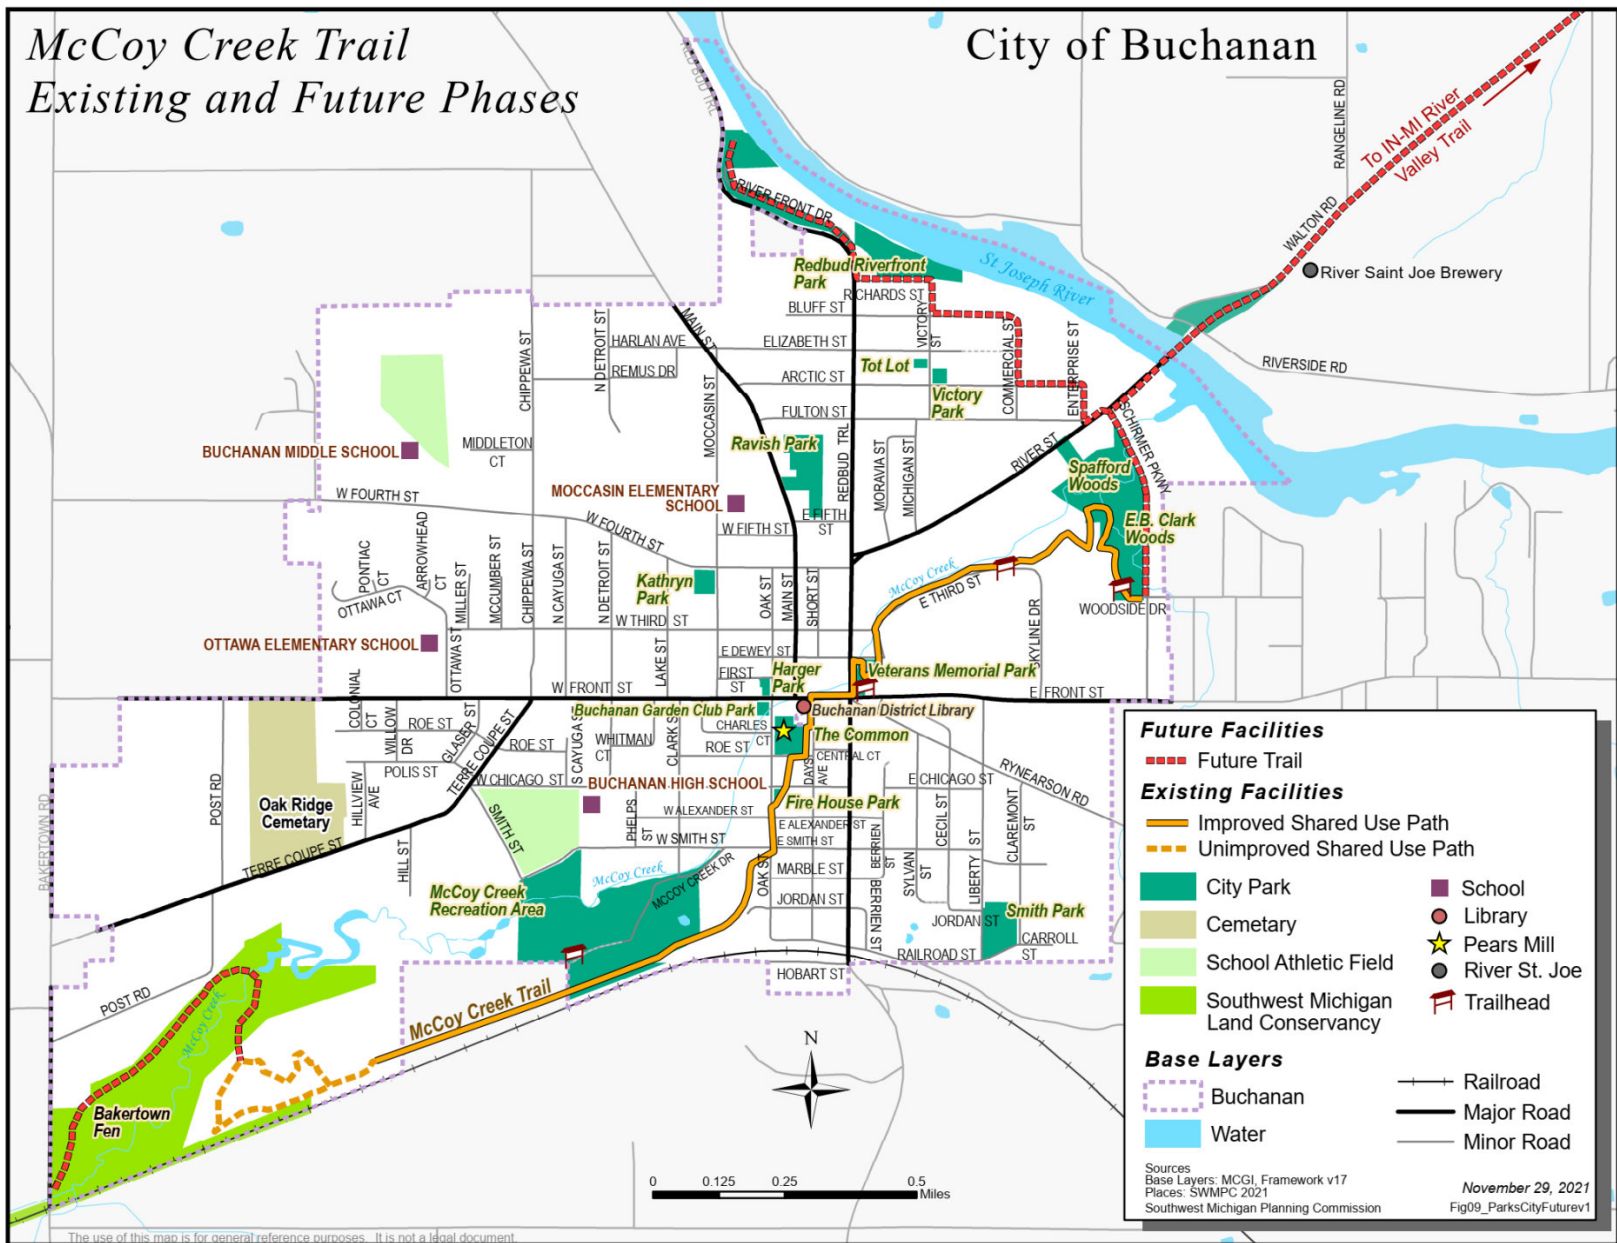 McCoy Creek Trail
Existing and Future Phases
City of Buchanan
RED BUD TRL
RANGELINE RD
To IN-MI River
Valley Trail
WALTON RD
River Saint Joe Brewery
RIVER FRONT DR
St Joseph River
Redbud Riverfront
Park
RICHARDS ST
BLUFF ST
VICTORY
ST
COMMERCIAL ST
ENTERPRISE ST
RIVERSIDE RD
SCHIRMER PKWY
MAIN ST
HARLAN AVE
ELIZABETH ST
REMUS DR
ARCTIC ST
Tot Lot
Victory
Park
FULTON ST
CHIPPEWA ST
N DETROIT ST
MOCCASIN ST
BUCHANAN MIDDLE SCHOOL
MIDDLETON
CT
Ravish Park
REDBUD TRL
MORAVIA ST
MICHIGAN ST
RIVER ST
Spafford
Woods
E.B. Clark
Woods
MOCCASIN ELEMENTARY
SCHOOL
W FOURTH ST
W FOURTH ST
W FIFTH ST
E FIFTH
ST
PONTIAC
CT
ARROWHEAD
CT
OTTAWA CT
MILLER ST
MCCUMBER ST
CHIPPEWA ST
N CAYUGA ST
N DETROIT ST
Kathryn
Park
OAK ST
MAIN ST
SHORT ST
McCoy Creek
E THIRD ST
WOODSIDE DR
SKYLINE DR
W THIRD ST
OTTAWA ELEMENTARY SCHOOL
OTTAWA ST
LAKE ST
E DEWEY ST
FIRST
ST
Harger
Park
Veterans Memorial Park
W FRONT ST
E FRONT ST
Buchanan Garden Club Park
Buchanan District Library
COLONIAL
CT
WILLOW
DR
ROE ST
GLASER ST
TERRE COUPE ST
ROE ST
S CAYUGA ST
WHITMAN
CT
CLARK ST
CHARLES
CT
ROE ST
The Common
DAYS
AVE
CENTRAL CT
RYNEARSON RD
POLIS ST
W CHICAGO ST
BUCHANAN HIGH SCHOOL
E CHICAGO ST
POST RD
HILLVIEW
AVE
Oak Ridge
Cemetery
Fire House Park
PHELPS
ST
W ALEXANDER ST
E ALEXANDER ST
W SMITH ST
E SMITH ST
SMITH ST
BERRIEN
ST
CECIL ST
SYLVAN
ST
LIBERTY ST
CLAREMONT
ST
BAKERTOWN RD
TERRE COUPE ST
HILL ST
McCoy Creek
McCoy Creek
Recreation Area
MCCOY CREEK DR
OAK ST
MARBLE ST
JORDAN ST
BERRIEN ST
JORDAN ST
Smith Park
CARROLL
ST
RAILROAD ST
HOBART ST
POST RD
McCoy Creek
McCoy Creek Trail
Bakertown
Fen
N
0 0.125 0.25 0.5
Miles
Future Facilities
Future Trail
Existing Facilities
Improved Shared Use Path
Unimproved Shared Use Path
City Park
Cemetary
School Athletic Field
Southwest Michigan
Land Conservancy
School
Library
Pears Mill
River St. Joe
Trailhead
Base Layers
Buchanan
Water
Railroad
Major Road
Minor Road
Sources
Base Layers: MCGI, Framework v17
Places: SWMPC 2021
Southwest Michigan Planning Commission
November 29, 2021
Fig09_ParksCityFuturev1
The use of this map is for general reference purposes. It is not a legal document.